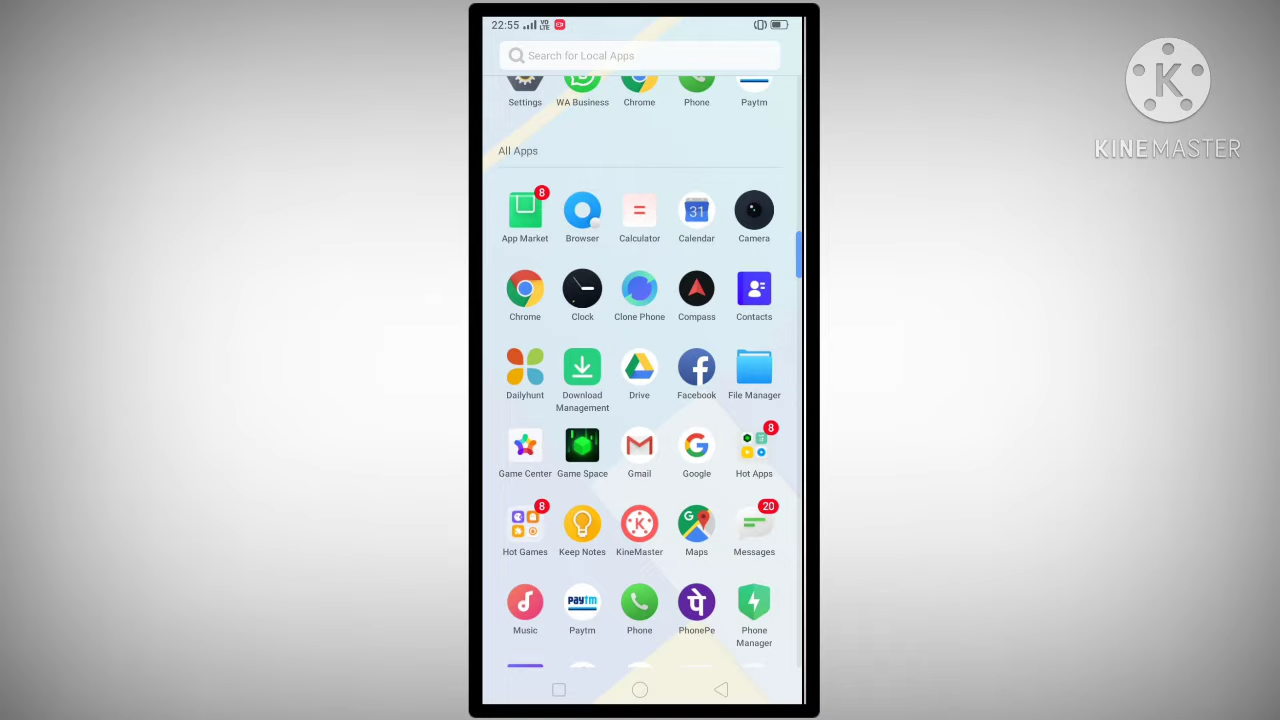 22:55 VO LTE
Search for Local Apps
Settings WA Business Chrome Phone Paytm
All Apps
8
31
App Market Browser Calculator Calendar Camera
Chrome Clock Clone Phone Compass Contacts
Dailyhunt Download Management Drive Facebook File Manager
8
Game Center Game Space Gmail Google Hot Apps
8 20
Hot Games Keep Notes KineMaster Maps Messages
paytm पे
Music Paytm Phone PhonePe Phone Manager
K
KINEMASTER